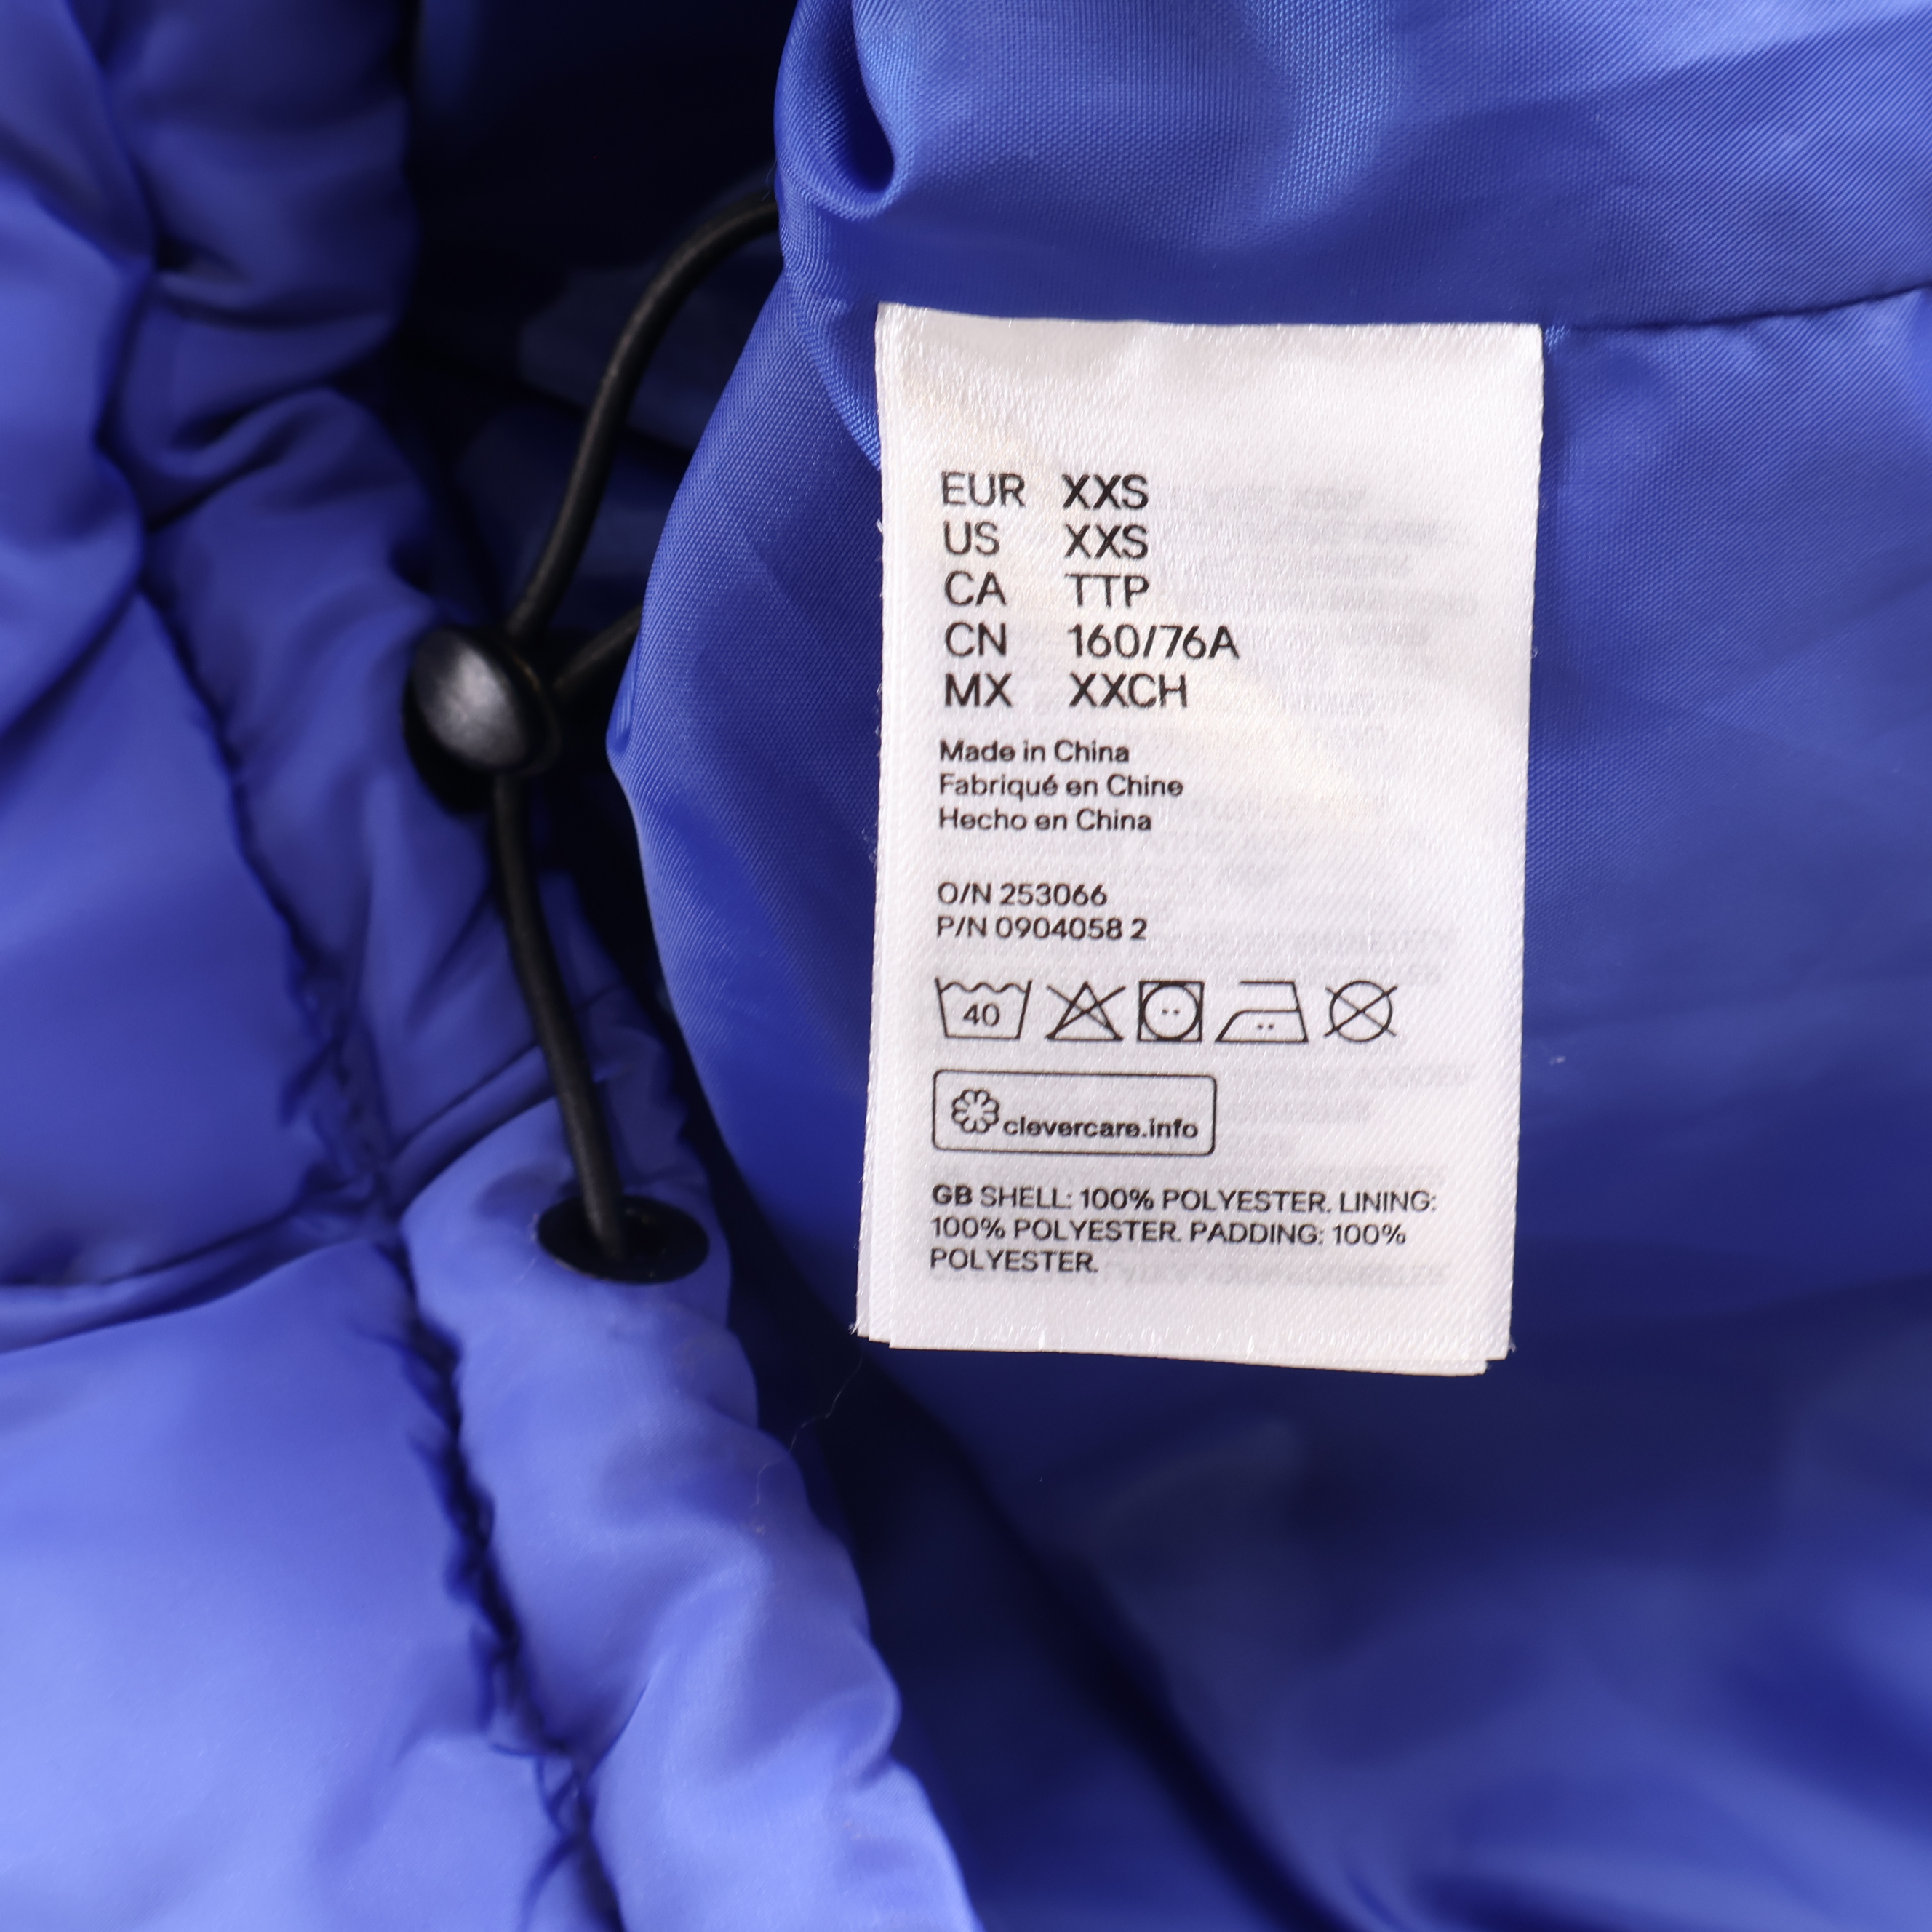 EUR XXS
US XXS
CA TTP
CN 160/76A
MX XXCH
Made in China
Fabriqué en Chine
Hecho en China
O/N 253066
P/N 0904058 2
40
clevercare.info
GB SHELL: 100% POLYESTER. LINING:
100% POLYESTER. PADDING: 100%
POLYESTER.